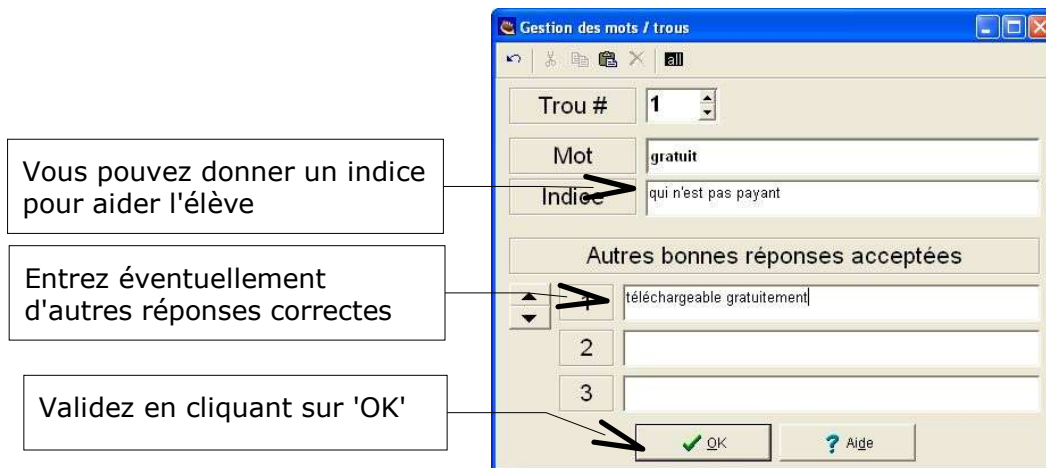 Gestion des mots / trous
all
Trou # 1
Vous pouvez donner un indice
pour aider l'élève
Mot gratuit
Indice qui n'est pas payant
Autres bonnes réponses acceptées
Entrez éventuellement
d'autres réponses correctes
1 téléchargeable gratuitement
2
3
Validez en cliquant sur 'OK'
OK ? Aide